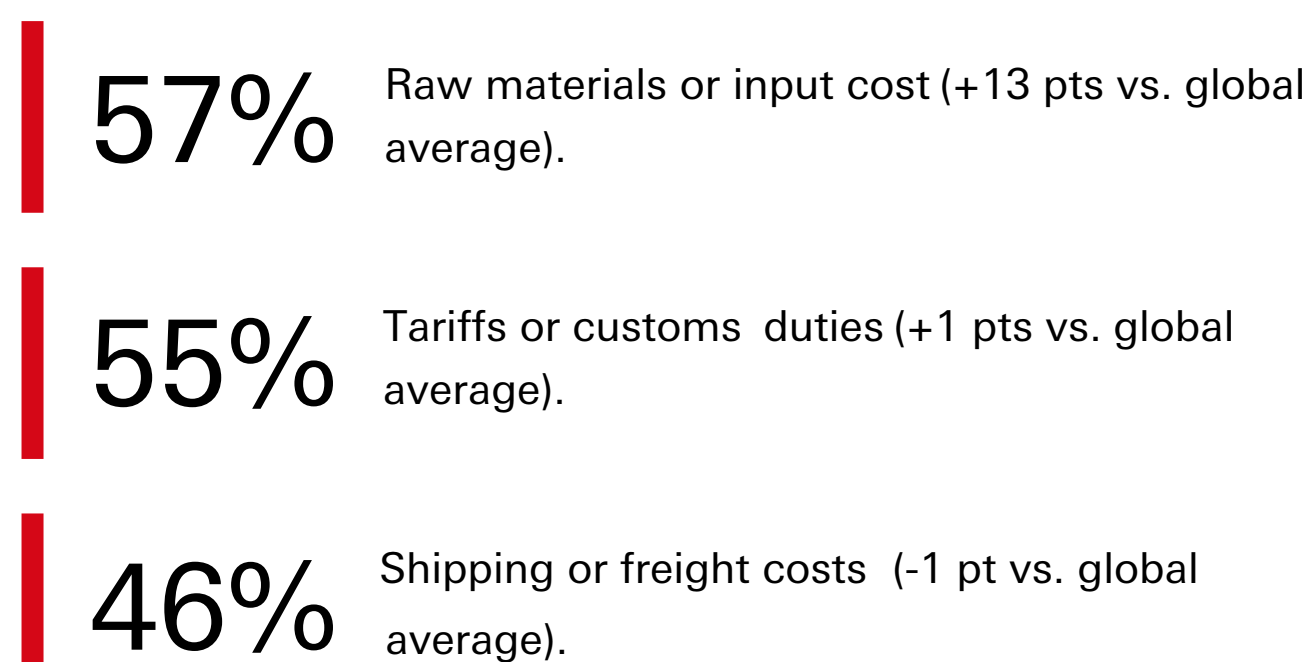 57%
Raw materials or input cost (+13 pts vs. global
average).
55%
Tariffs or customs  duties (+1 pts vs. global
average).
46%
Shipping or freight costs  (-1 pt vs. global
average).